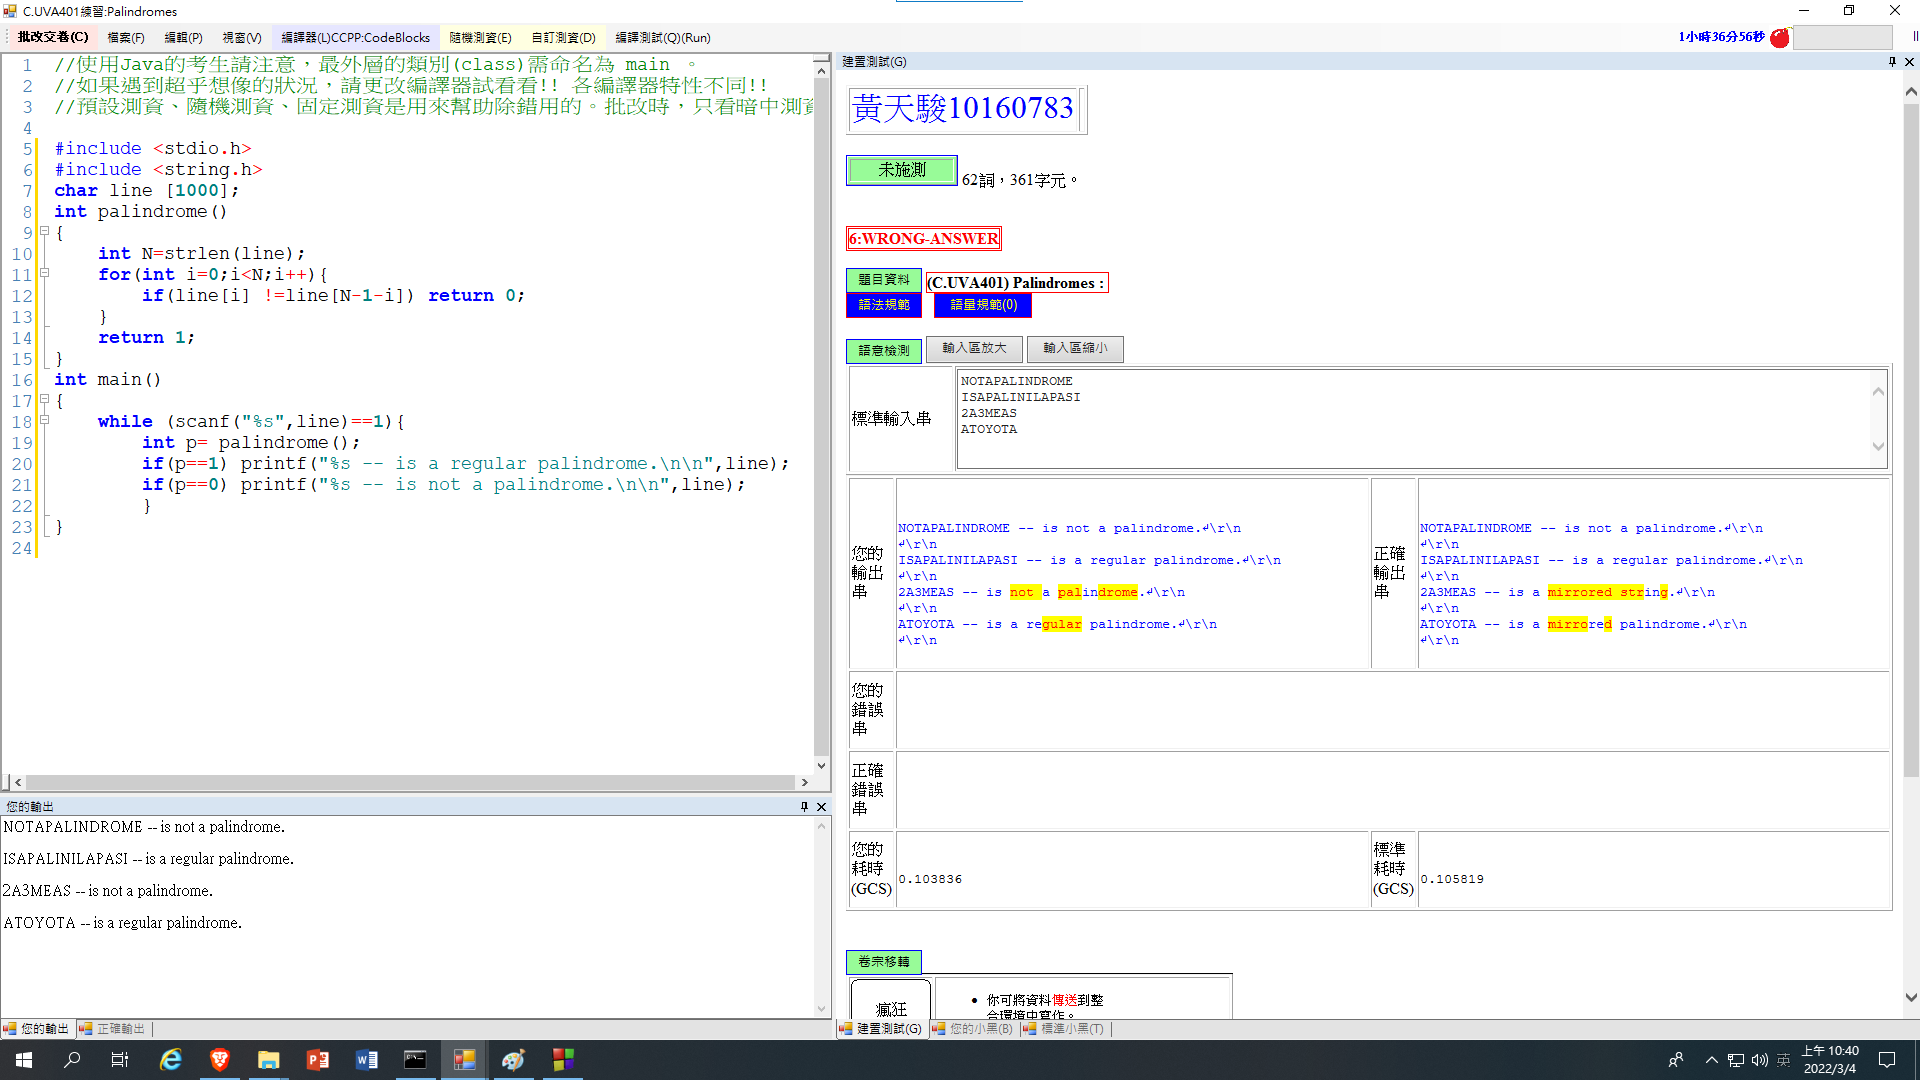 C.UVA401練習:Palindromes
批改交卷(C) 檔案(F) 編輯(P) 視窗(V) 編譯器(L)CCPP:CodeBlocks 隨機測資(E) 自訂測資(D) 編譯測試(Q)(Run) 1小時36分56秒
1 //使用Java的考生請注意，最外層的類別(class)需命名為 main 。
2 //如果遇到超乎想像的狀況，請更改編譯器試看看!! 各編譯器特性不同!!
3 //預設測資、隨機測資、固定測資是用來幫助除錯用的。批改時，只看暗中測資
4
5 #include <stdio.h>
6 #include <string.h>
7 char line [1000];
8 int palindrome()
9 {
10 int N=strlen(line);
11 for(int i=0;i<N;i++){
12 if(line[i] !=line[N-1-i]) return 0;
13 }
14 return 1;
15 }
16 int main()
17 {
18 while (scanf("%s",line)==1){
19 int p= palindrome();
20 if(p==1) printf("%s -- is a regular palindrome.\n\n",line);
21 if(p==0) printf("%s -- is not a palindrome.\n\n",line);
22 }
23 }
24
您的輸出
NOTAPALINDROME -- is not a palindrome.
ISAPALINILAPASI -- is a regular palindrome.
2A3MEAS -- is not a palindrome.
ATOYOTA -- is a regular palindrome.
您的輸出 正確輸出
建置測試(G)
黃天駿10160783
未施測 62詞，361字元。
6:WRONG-ANSWER
題目資料 (C.UVA401) Palindromes :
語法規範 語量規範(0)
語意檢測 輸入區放大 輸入區縮小
標準輸入串
NOTAPALINDROME
ISAPALINILAPASI
2A3MEAS
ATOYOTA
您的輸出串
NOTAPALINDROME -- is not a palindrome.↲\r\n
↲\r\n
ISAPALINILAPASI -- is a regular palindrome.↲\r\n
↲\r\n
2A3MEAS -- is not a palindrome.↲\r\n
↲\r\n
ATOYOTA -- is a regular palindrome.↲\r\n
↲\r\n
正確輸出串
NOTAPALINDROME -- is not a palindrome.↲\r\n
↲\r\n
ISAPALINILAPASI -- is a regular palindrome.↲\r\n
↲\r\n
2A3MEAS -- is a mirrored string.↲\r\n
↲\r\n
ATOYOTA -- is a mirrored palindrome.↲\r\n
↲\r\n
您的錯誤串
正確錯誤串
您的耗時(GCS) 0.103836 標準耗時(GCS) 0.105819
卷宗移轉
瘋狂
• 你可將資料傳送到整
合環境中寫作。
建置測試(G) 您的小黑(B) 標準小黑(T)
英 上午 10:40
2022/3/4